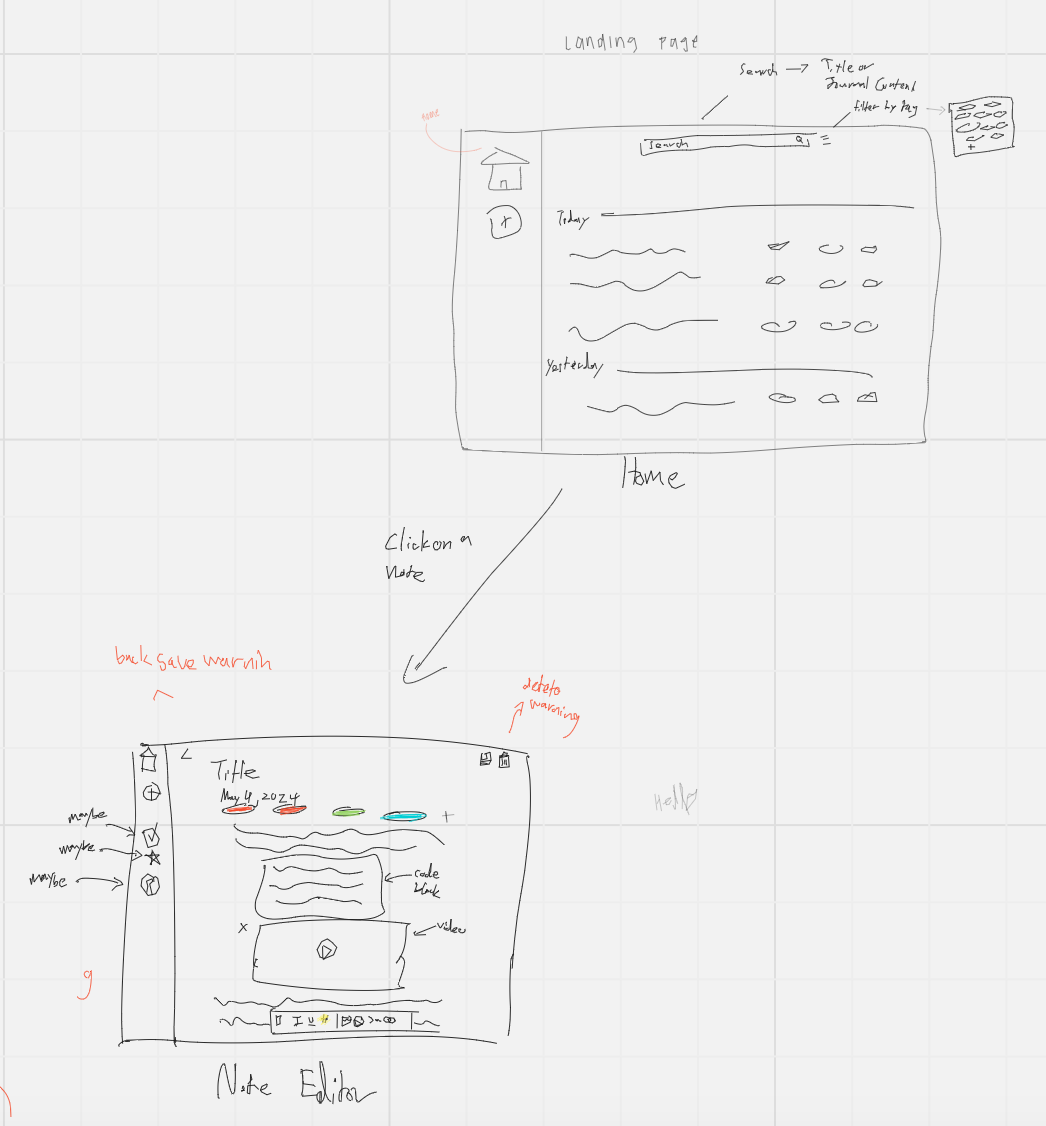 Landing page
Search → Title or
Journal Content
filter by tag
home
Search
Today
Yesterday
Home
Click on a
Note
back save warnin
delete
warning
Title
May 4, 2024
maybe
maybe
maybe
code
block
x
video
I U
g
Hello
Note Editor